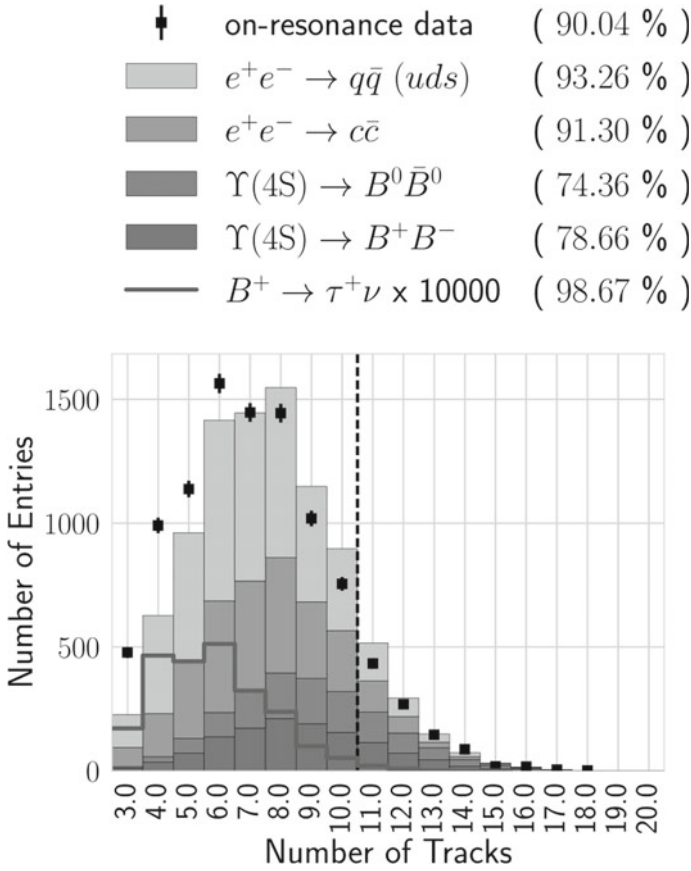 on-resonance data ( 90.04 % )
e⁺e⁻ → qq̄ (uds) ( 93.26 % )
e⁺e⁻ → cc̄ ( 91.30 % )
Υ(4S) → B⁰B̄⁰ ( 74.36 % )
Υ(4S) → B⁺B⁻ ( 78.66 % )
B⁺ → τ⁺ν x 10000 ( 98.67 % )
1500
1000
500
0
Number of Entries
3.0 4.0 5.0 6.0 7.0 8.0 9.0 10.0 11.0 12.0 13.0 14.0 15.0 16.0 17.0 18.0 19.0 20.0
Number of Tracks